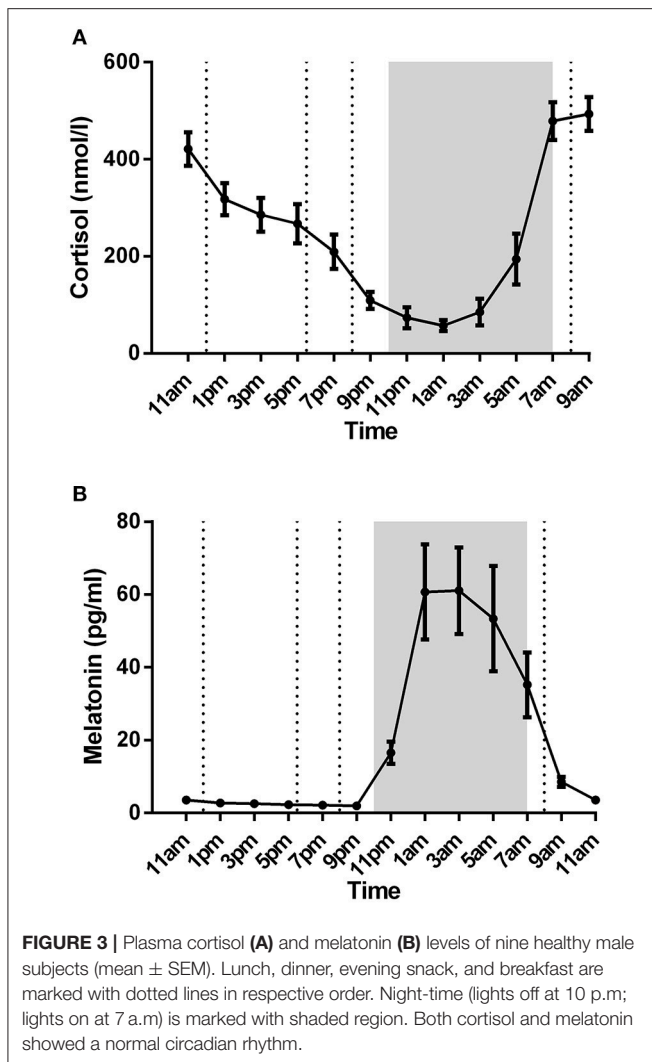 A
600
400
200
0
Cortisol (nmol/l)
11am 1pm 3pm 5pm 7pm 9pm 11pm 1am 3am 5am 7am 9am
Time
B
80
60
40
20
0
Melatonin (pg/ml)
11am 1pm 3pm 5pm 7pm 9pm 11pm 1am 3am 5am 7am 9am 11am
Time
FIGURE 3 | Plasma cortisol (A) and melatonin (B) levels of nine healthy male
subjects (mean ± SEM). Lunch, dinner, evening snack, and breakfast are
marked with dotted lines in respective order. Night-time (lights off at 10 p.m;
lights on at 7 a.m) is marked with shaded region. Both cortisol and melatonin
showed a normal circadian rhythm.